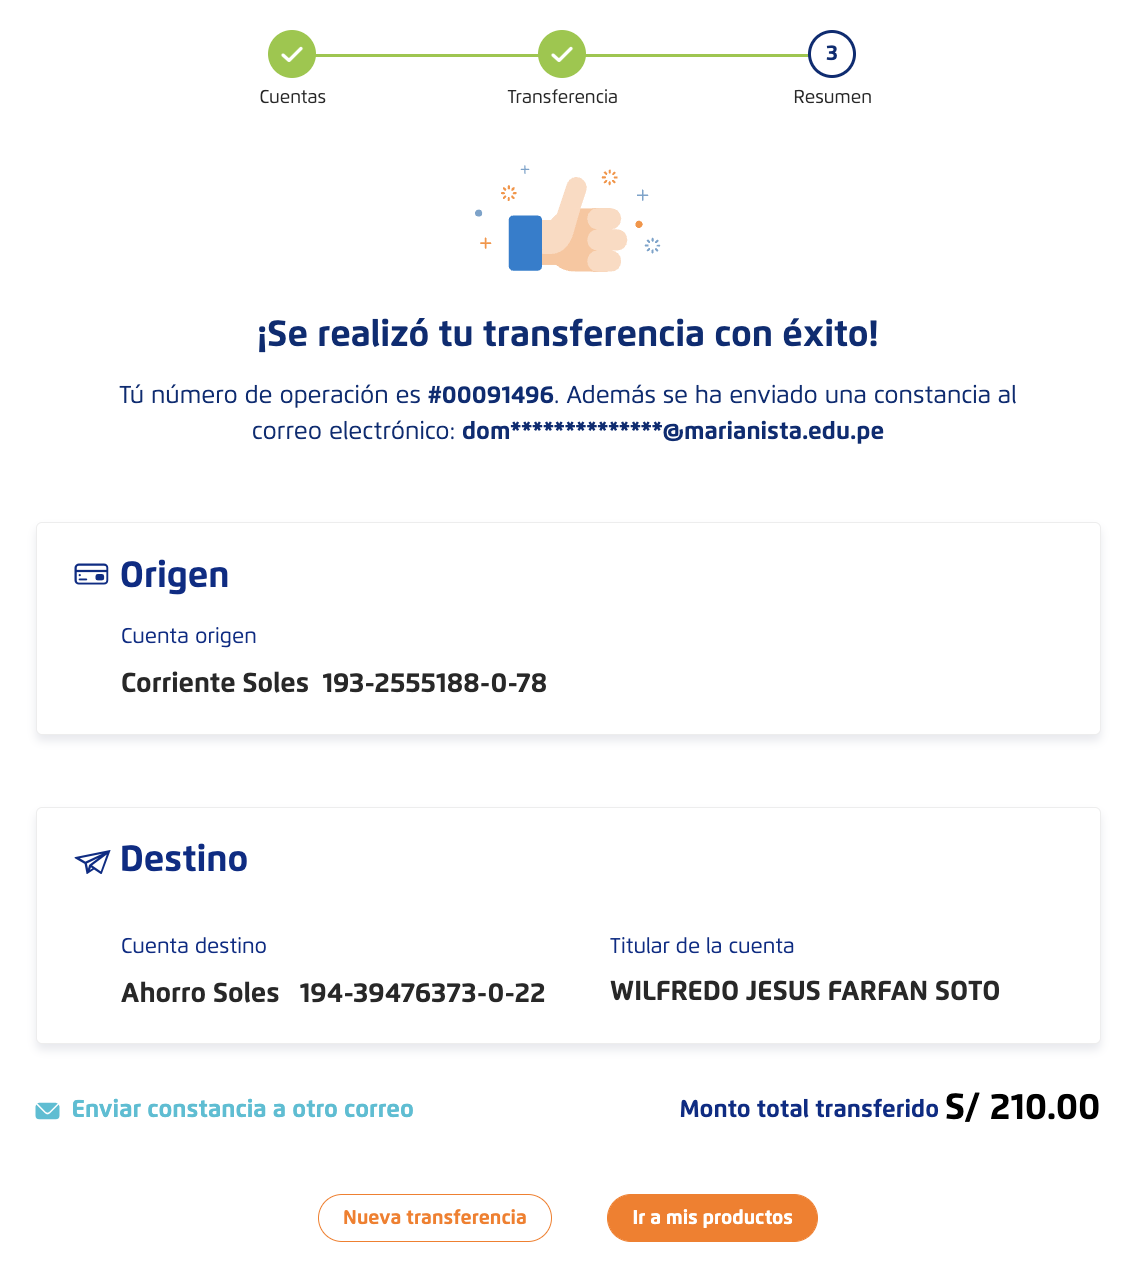 3
Cuentas Transferencia Resumen
¡Se realizó tu transferencia con éxito!
Tú número de operación es #00091496. Además se ha enviado una constancia al
correo electrónico: dom**************@marianista.edu.pe
Origen
Cuenta origen
Corriente Soles 193-2555188-0-78
Destino
Cuenta destino Titular de la cuenta
Ahorro Soles 194-39476373-0-22 WILFREDO JESUS FARFAN SOTO
Enviar constancia a otro correo Monto total transferido S/ 210.00
Nueva transferencia Ir a mis productos